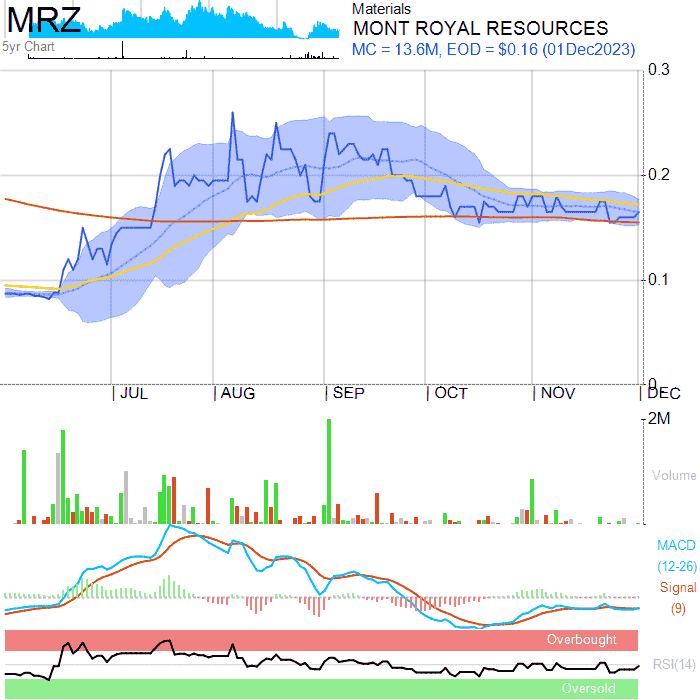 MRZ
5yr Chart
Materials
MONT ROYAL RESOURCES
MC = 13.6M, EOD = $0.16 (01Dec2023)
0.3
0.2
0.1
0
JUL AUG SEP OCT NOV DEC
2M
Volume
MACD
(12-26)
Signal
(9)
Overbought
RSI(14)
Oversold